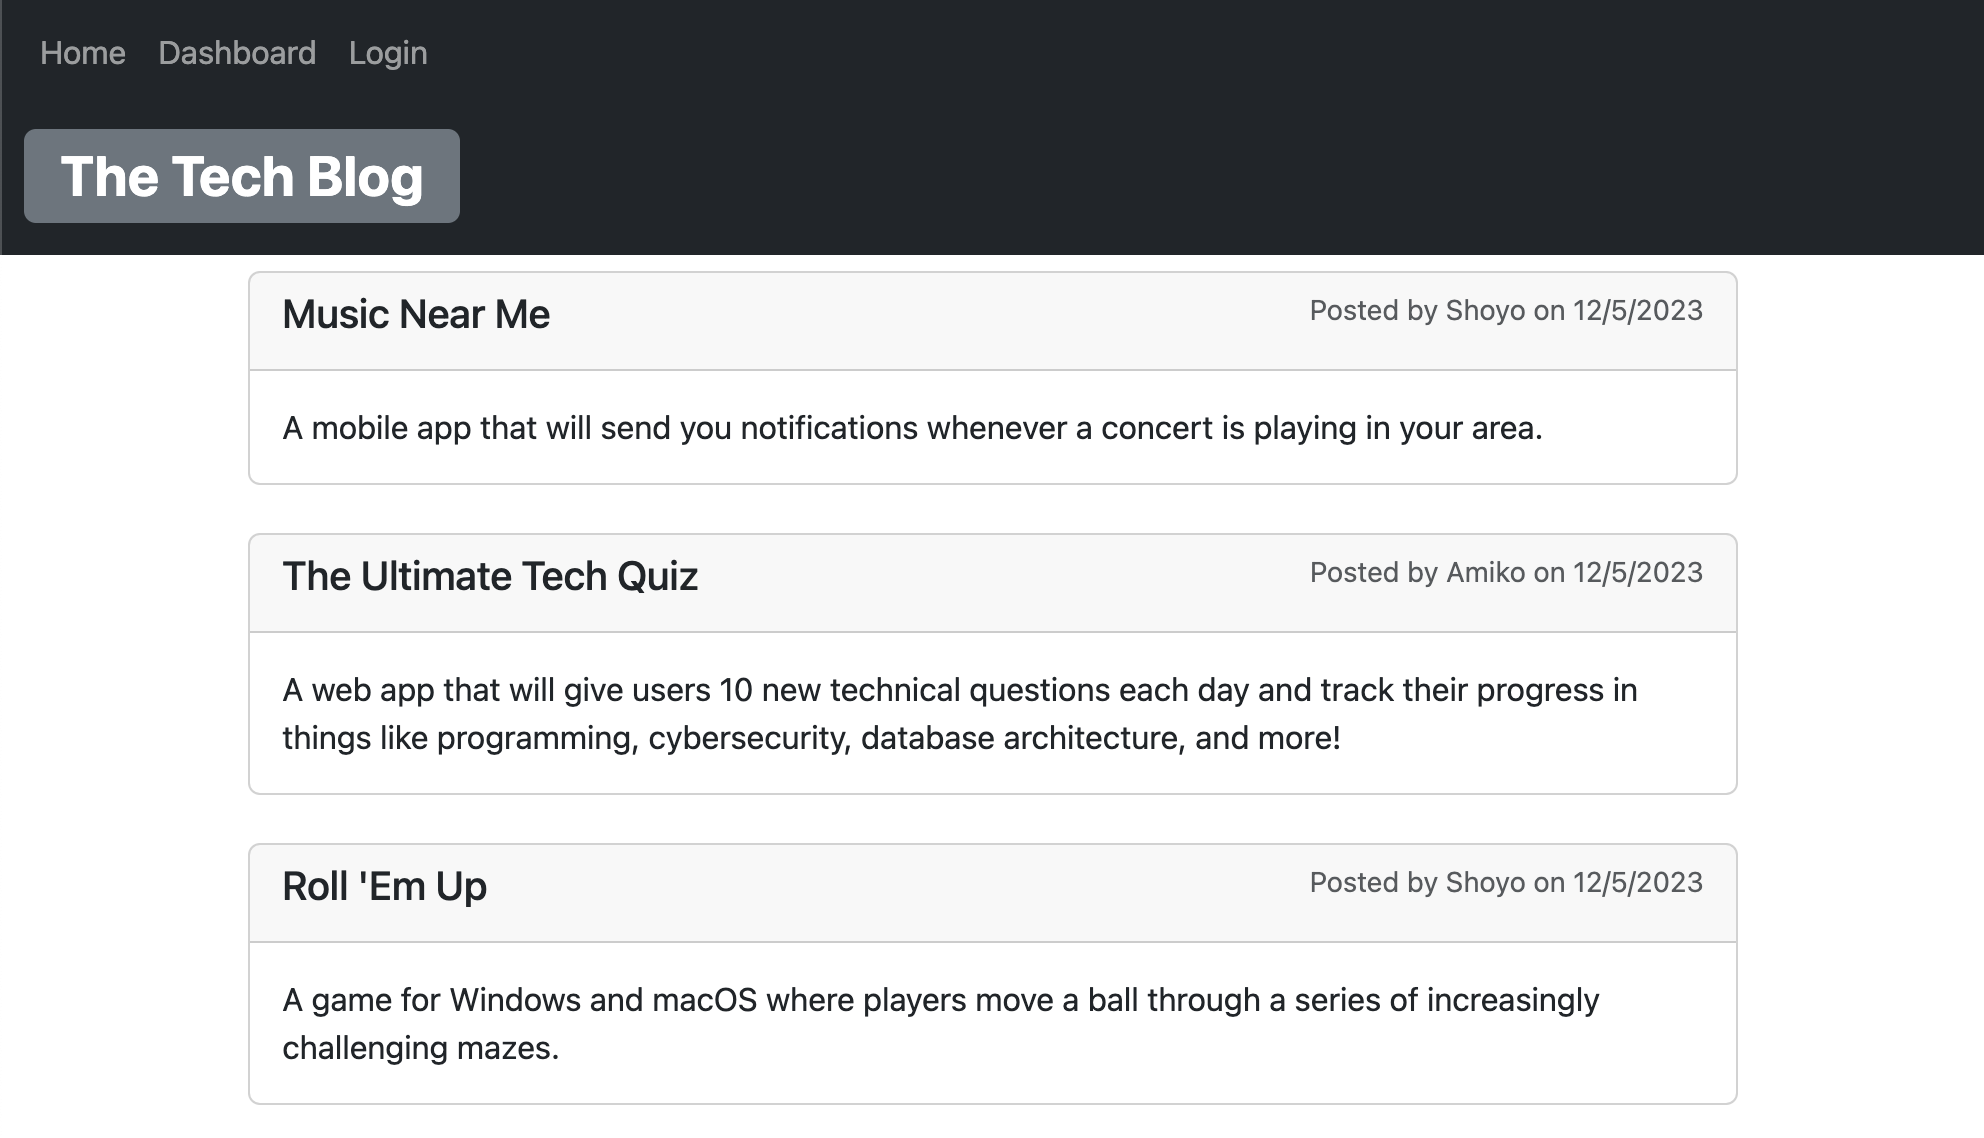 Home Dashboard Login
The Tech Blog
Music Near Me Posted by Shoyo on 12/5/2023
A mobile app that will send you notifications whenever a concert is playing in your area.
The Ultimate Tech Quiz Posted by Amiko on 12/5/2023
A web app that will give users 10 new technical questions each day and track their progress in
things like programming, cybersecurity, database architecture, and more!
Roll 'Em Up Posted by Shoyo on 12/5/2023
A game for Windows and macOS where players move a ball through a series of increasingly
challenging mazes.